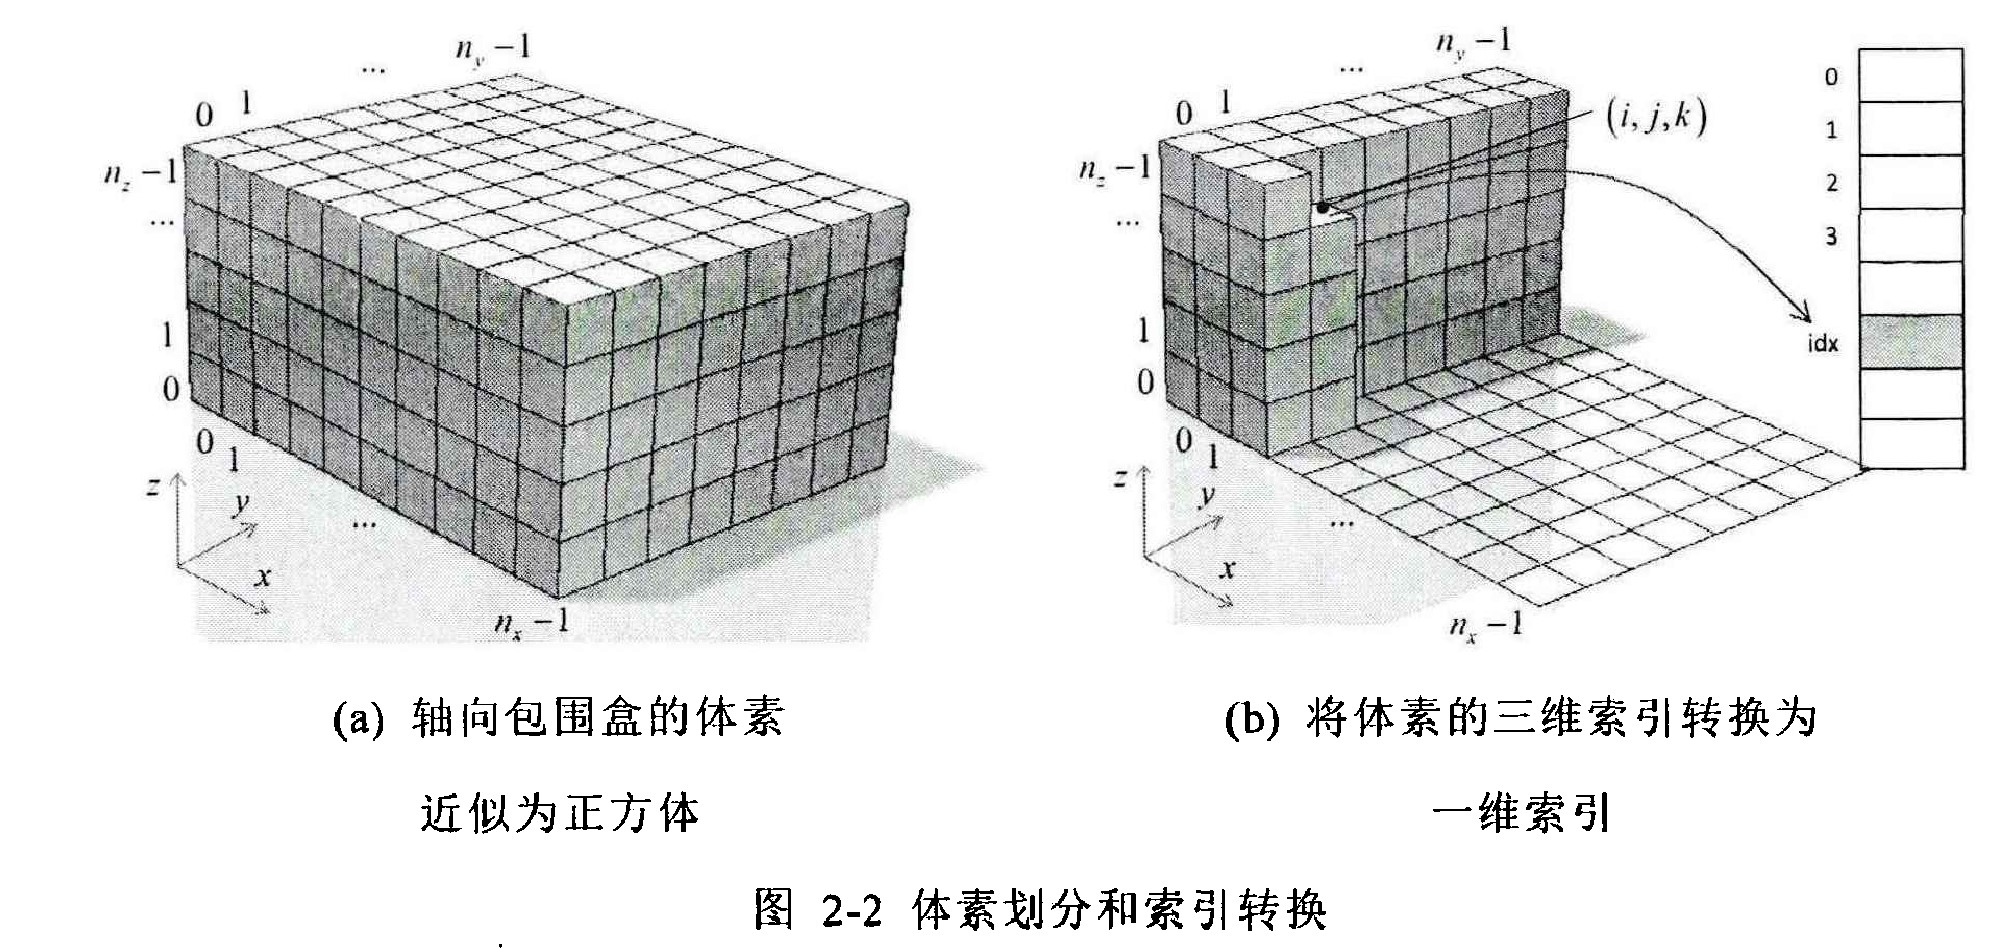 n_y −1
...
0 1
n_z −1
...
1
0
0 1
z
y
x
...
n_x −1
n_y −1
...
0 1
(i, j, k)
n_z −1
...
1
0
0 1
z
y
x
...
n_x −1
0
1
2
3
idx
(a) 轴向包围盒的体素
近似为正方体
(b) 将体素的三维索引转换为
一维索引
图 2-2 体素划分和索引转换